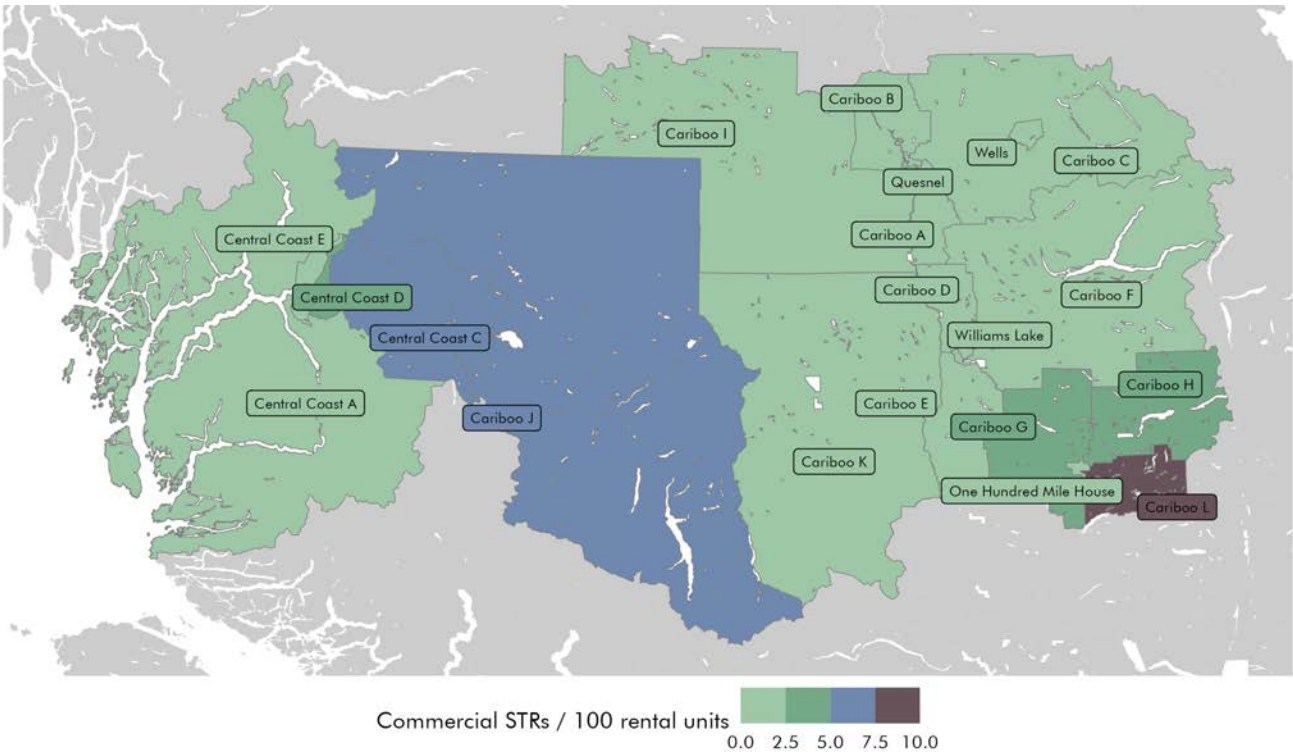 Cariboo B
Cariboo I
Wells
Cariboo C
Quesnel
Central Coast E
Cariboo A
Cariboo D
Central Coast D
Cariboo F
Central Coast C
Williams Lake
Cariboo H
Central Coast A
Cariboo E
Cariboo J
Cariboo G
Cariboo K
One Hundred Mile House
Cariboo L
Commercial STRs / 100 rental units
0.0 2.5 5.0 7.5 10.0